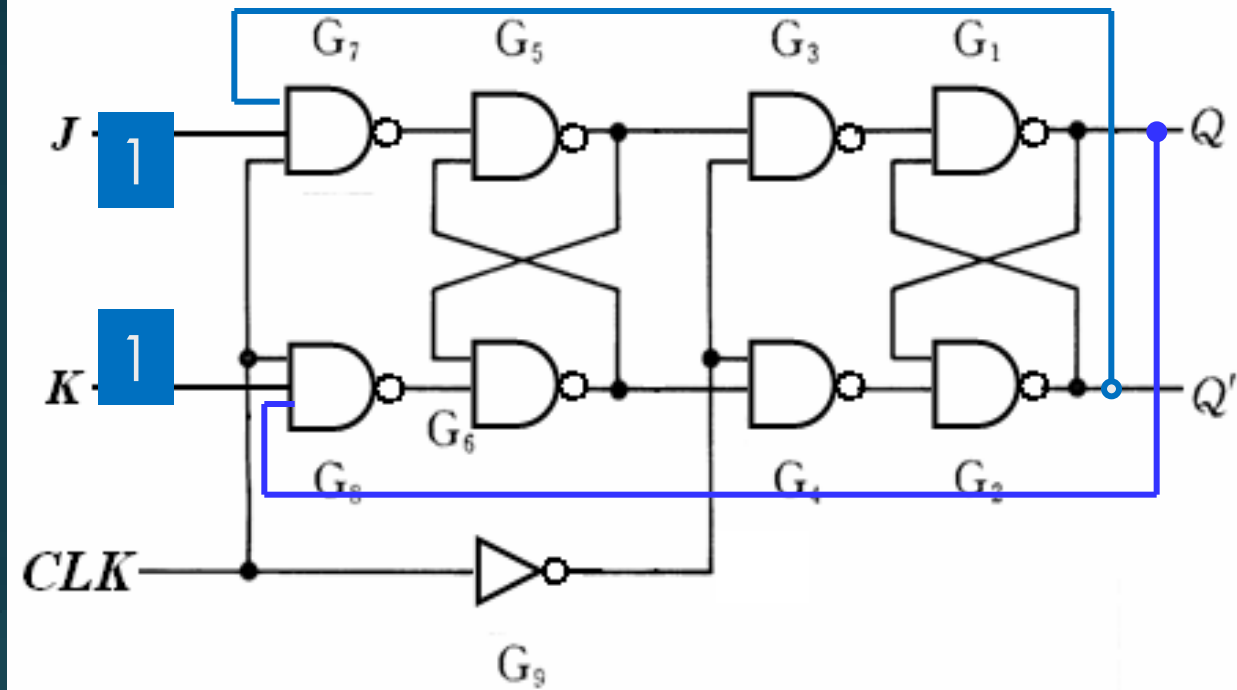 G₇ G₅ G₃ G₁
J 1 Q
K 1 Q'
G₆
G₈ G₄ G₂
CLK
G₉